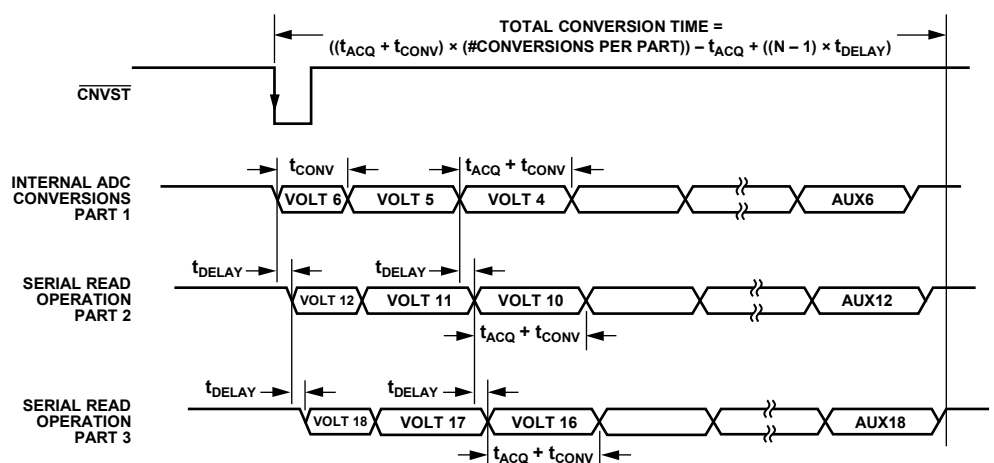 TOTAL CONVERSION TIME =
((tACQ + tCONV) × (#CONVERSIONS PER PART)) – tACQ + ((N – 1) × tDELAY)
CNVST
tCONV
tACQ + tCONV
INTERNAL ADC
CONVERSIONS
PART 1
VOLT 6
VOLT 5
VOLT 4
AUX6
tDELAY
tDELAY
SERIAL READ
OPERATION
PART 2
VOLT 12
VOLT 11
VOLT 10
AUX12
tACQ + tCONV
tDELAY
tDELAY
SERIAL READ
OPERATION
PART 3
VOLT 18
VOLT 17
VOLT 16
AUX18
tACQ + tCONV